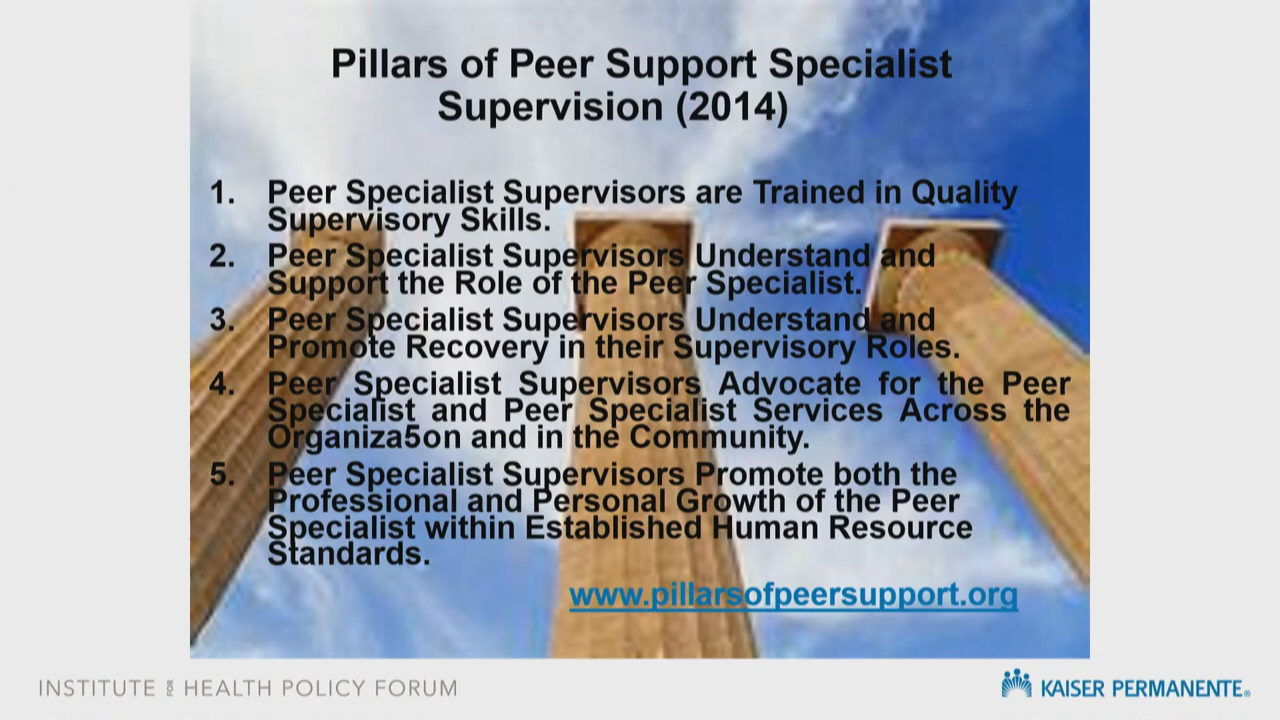 Pillars of Peer Support Specialist
Supervision (2014)
1. Peer Specialist Supervisors are Trained in Quality
Supervisory Skills.
2. Peer Specialist Supervisors Understand and
Support the Role of the Peer Specialist.
3. Peer Specialist Supervisors Understand and
Promote Recovery in their Supervisory Roles.
4. Peer Specialist Supervisors Advocate for the Peer
Specialist and Peer Specialist Services Across the
Organiza5on and in the Community.
5. Peer Specialist Supervisors Promote both the
Professional and Personal Growth of the Peer
Specialist within Established Human Resource
Standards.
www.pillarsofpeersupport.org
INSTITUTE FOR HEALTH POLICY FORUM
KAISER PERMANENTE®